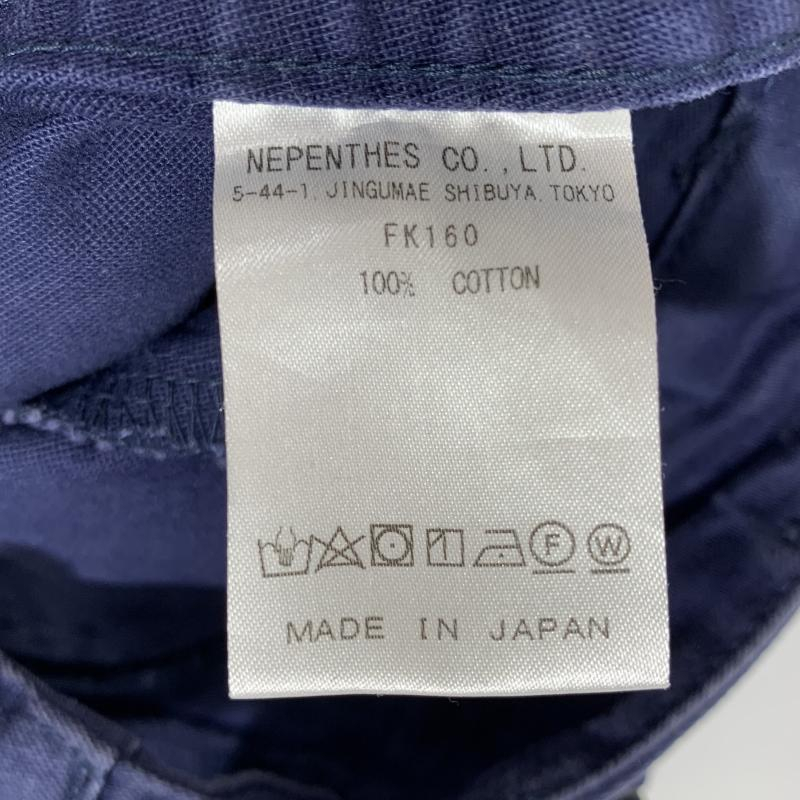 NEPENTHES CO., LTD.
5-44-1, JINGUMAE SHIBUYA, TOKYO
FK160
100% COTTON
F W
MADE IN JAPAN